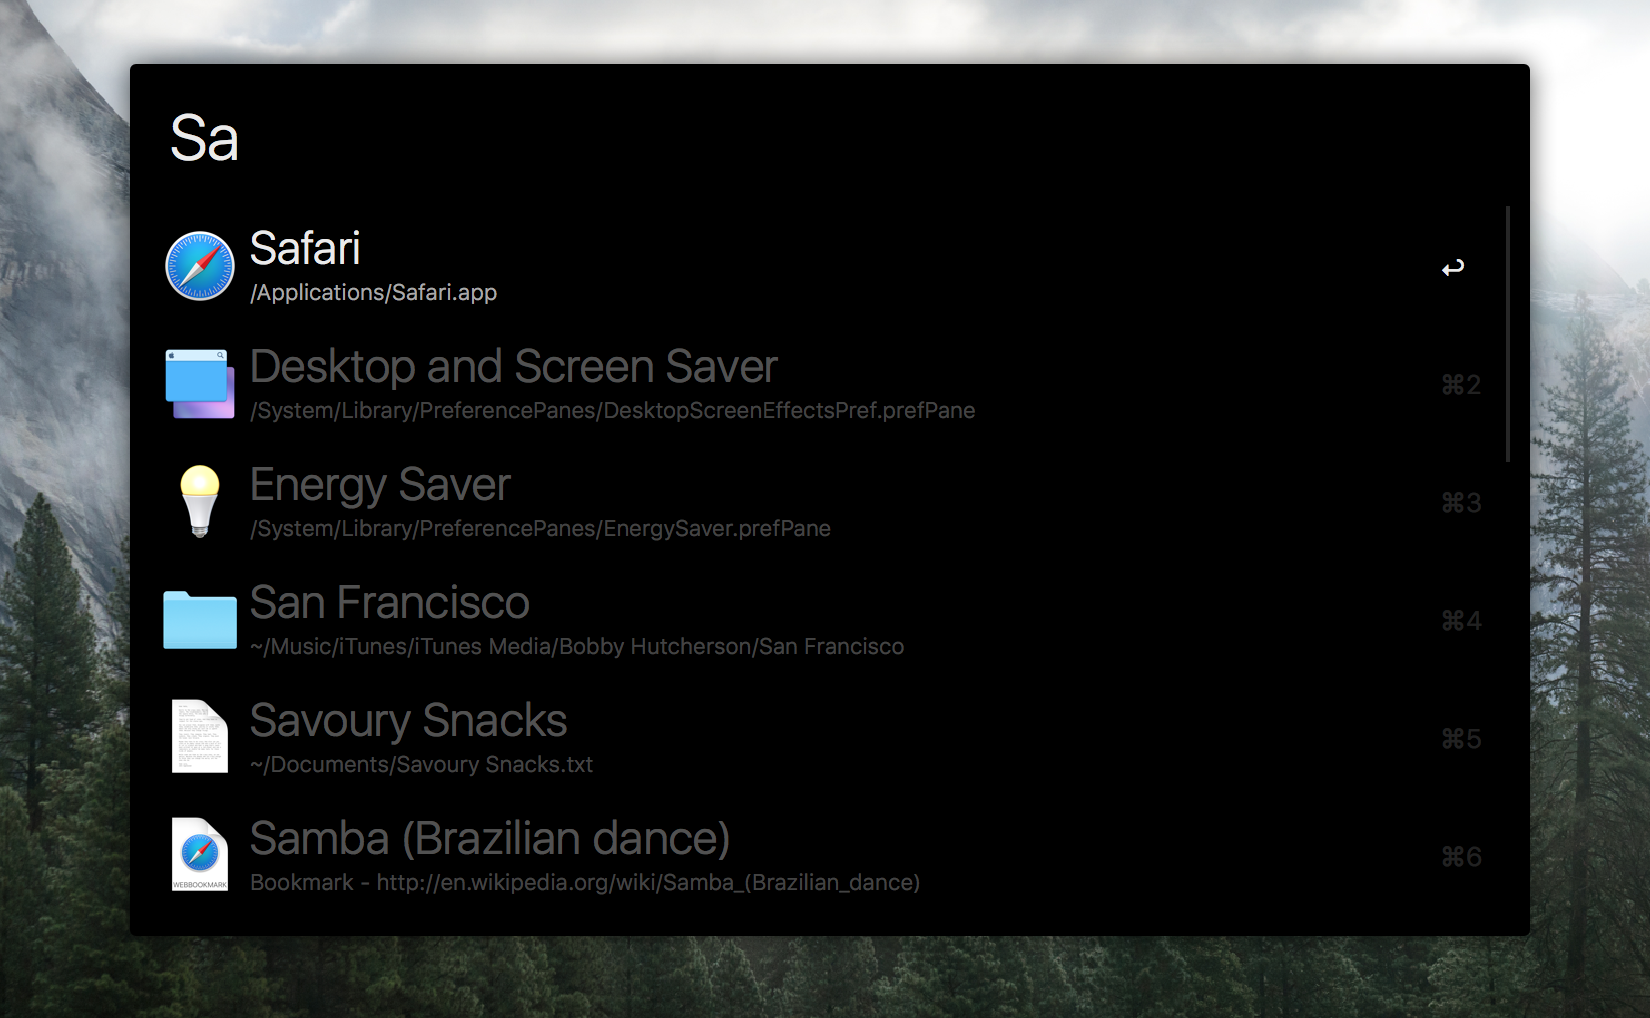 Sa
Safari
/Applications/Safari.app
↩
Desktop and Screen Saver
/System/Library/PreferencePanes/DesktopScreenEffectsPref.prefPane
⌘2
Energy Saver
/System/Library/PreferencePanes/EnergySaver.prefPane
⌘3
San Francisco
~/Music/iTunes/iTunes Media/Bobby Hutcherson/San Francisco
⌘4
Savoury Snacks
~/Documents/Savoury Snacks.txt
⌘5
Samba (Brazilian dance)
Bookmark - http://en.wikipedia.org/wiki/Samba_(Brazilian_dance)
⌘6
WEBBOOKMARK